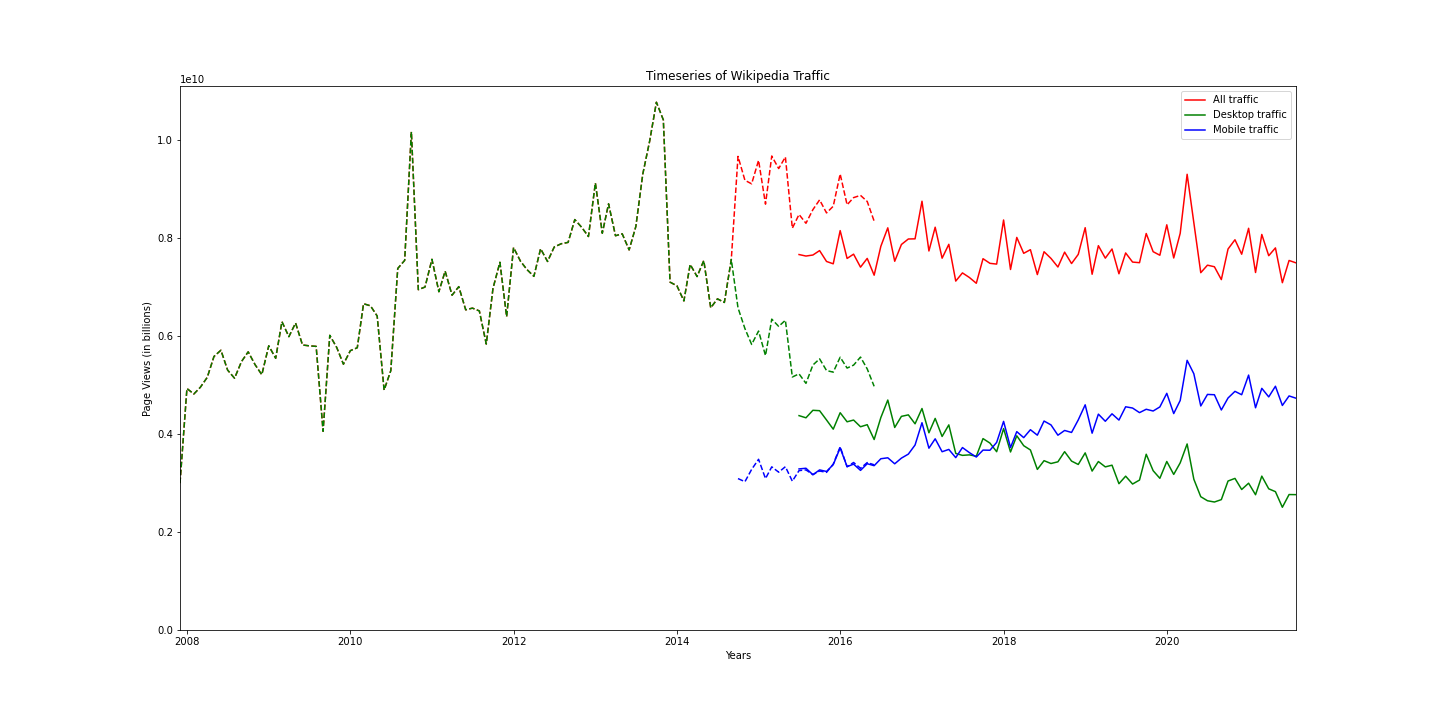 Timeseries of Wikipedia Traffic
1e10
All traffic
Desktop traffic
Mobile traffic
1.0
0.8
0.6
0.4
0.2
0.0
Page Views (in billions)
2008 2010 2012 2014 2016 2018 2020
Years